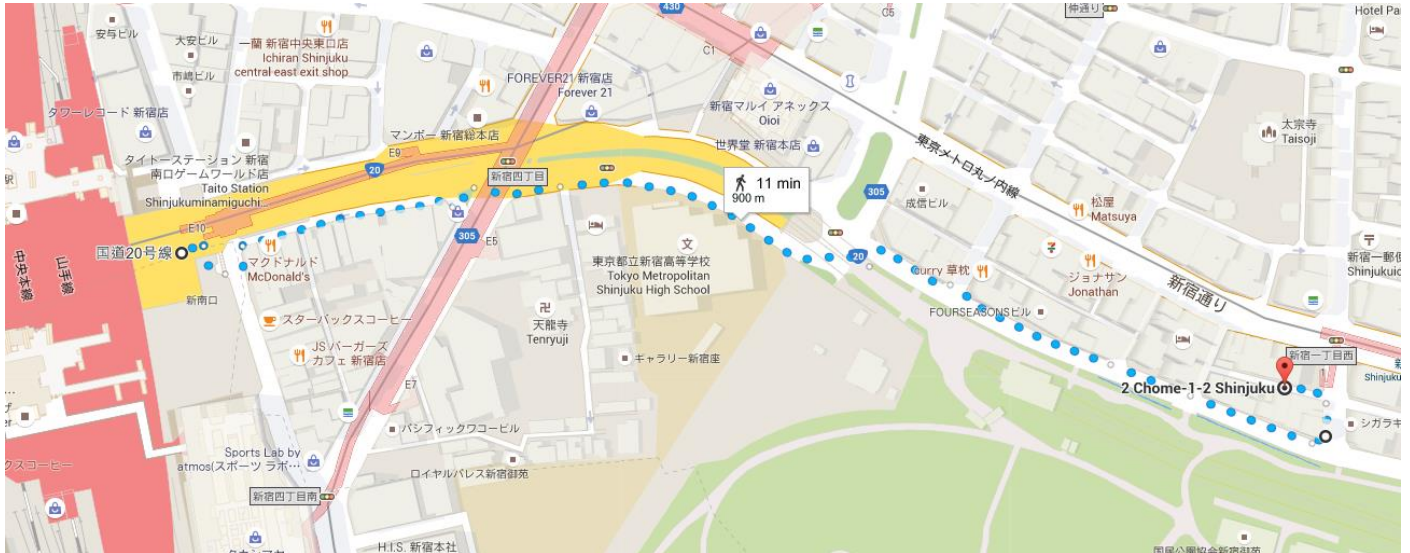 安与ビル
大安ビル
市嶋ビル
一蘭 新宿中央東口店
Ichiran Shinjuku
central east exit shop
430
C5
仲通り
Hotel Par
C1
タワーレコード 新宿店
FOREVER21 新宿店
Forever 21
新宿マルイ アネックス
Oioi
太宗寺
Taisoji
マンボー 新宿総本店
世界堂 新宿本店
東京メトロ丸ノ内線
駅
タイトーステーション 新宿
南口ゲームワールド店
Taito Station
Shinjukuminamiguchi...
E9
20
新宿四丁目
11 min
900 m
305
成信ビル
松屋
Matsuya
E10
国道20号線
305
E5
マクドナルド
McDonald's
東京都立新宿高等学校
Tokyo Metropolitan
Shinjuku High School
20
Curry 草枕
ジョナサン
Jonathan
新宿一郵便
Shinjukuic
新宿通り
中央本線
山手線
新南口
スターバックスコーヒー
天龍寺
Tenryuji
FOURSEASONSビル
JS バーガーズ
カフェ 新宿店
ギャラリー新宿座
新宿一丁目西
新
Shinjuku
2 Chome-1-2 Shinjuku
E7
パシフィックワコービル
シガラキ
Sports Lab by
atmos(スポーツ ラボ…
ロイヤルパレス新宿御苑
クスコーヒー
新宿四丁目南
H.I.S. 新宿本社